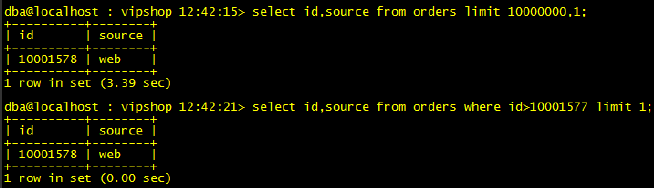 dba@localhost : vipshop 12:42:15> select id,source from orders limit 10000000,1;
+----------+--------+
| id       | source |
+----------+--------+
| 10001578 | web    |
+----------+--------+
1 row in set (3.39 sec)
dba@localhost : vipshop 12:42:21> select id,source from orders where id>10001577 limit 1;
+----------+--------+
| id       | source |
+----------+--------+
| 10001578 | web    |
+----------+--------+
1 row in set (0.00 sec)